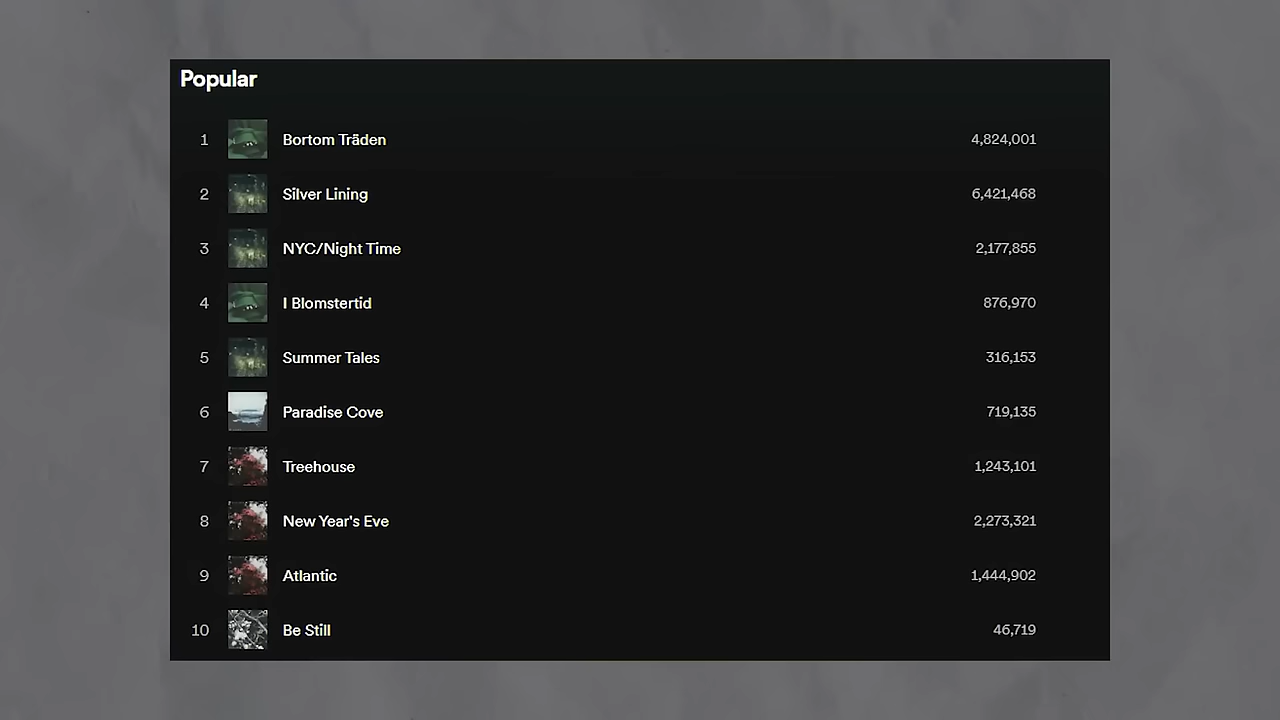 Popular
1 Bortom Träden 4,824,001
2 Silver Lining 6,421,468
3 NYC/Night Time 2,177,855
4 I Blomstertid 876,970
5 Summer Tales 316,153
6 Paradise Cove 719,135
7 Treehouse 1,243,101
8 New Year's Eve 2,273,321
9 Atlantic 1,444,902
10 Be Still 46,719